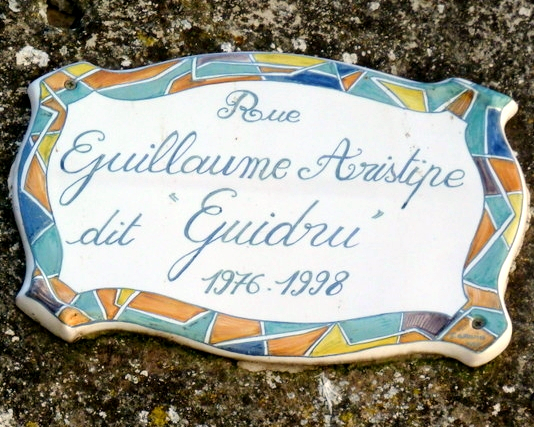 Rue
Guillaume Aristipe
dit "Guidru"
1976-1998